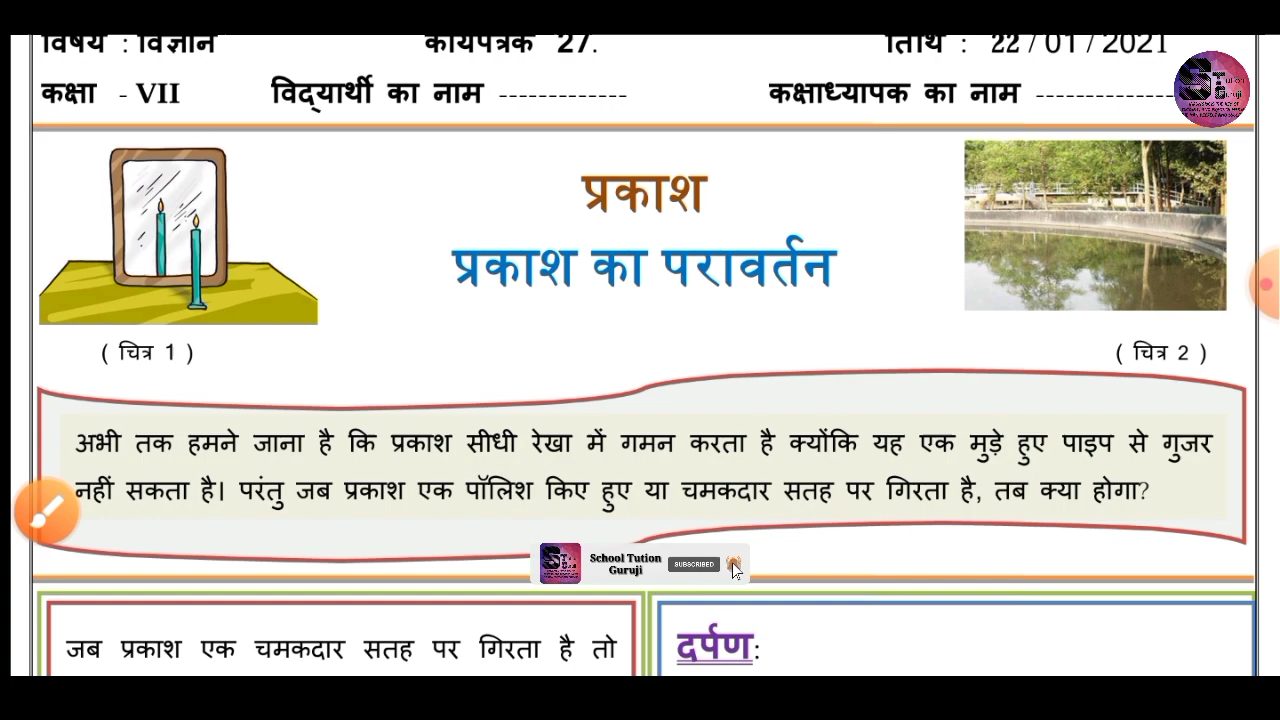 विषय : विज्ञान कार्यपत्रक 27. तिथि : 22 / 01 / 2021
कक्षा - VII विद्यार्थी का नाम ------------- कक्षाध्यापक का नाम --------------
प्रकाश
प्रकाश का परावर्तन
( चित्र 1 ) ( चित्र 2 )
अभी तक हमने जाना है कि प्रकाश सीधी रेखा में गमन करता है क्योंकि यह एक मुड़े हुए पाइप से गुजर
नहीं सकता है। परंतु जब प्रकाश एक पॉलिश किए हुए या चमकदार सतह पर गिरता है, तब क्या होगा?
School Tution
Guruji
SUBSCRIBED
जब प्रकाश एक चमकदार सतह पर गिरता है तो
दर्पण: